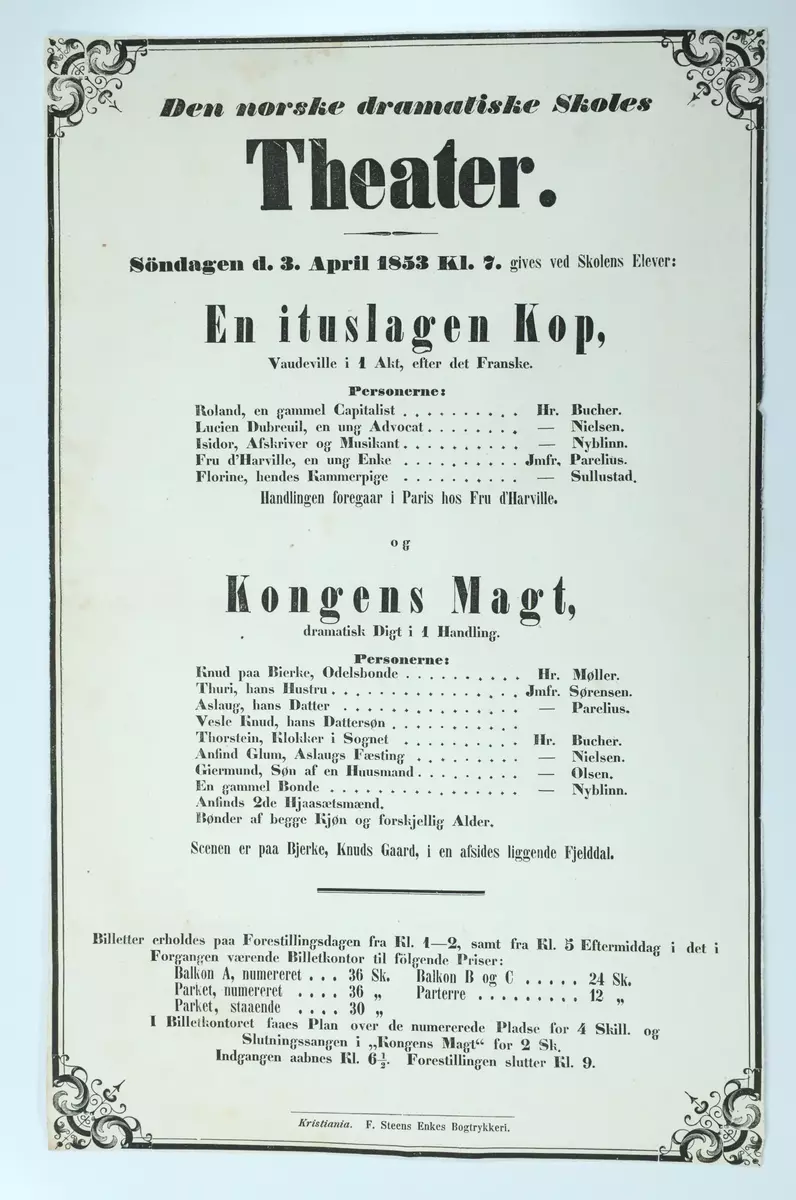 Den norske dramatiske Skoles
Theater.
Söndagen d. 3. April 1853 Kl. 7. gives ved Skolens Elever:
En ituslagen Kop,
Vaudeville i 1 Akt, efter det Franske.
Personerne:
Roland, en gammel Capitalist . . . . . . . . . . Hr. Bucher.
Lucien Dubreuil, en ung Advocat . . . . . . . . — Nielsen.
Isidor, Afskriver og Musikant . . . . . . . . . . — Nyblinn.
Fru d'Harville, en ung Enke . . . . . . . . . . Jmfr. Parelius.
Florine, hendes Kammerpige . . . . . . . . . . — Sullustad.
Handlingen foregaar i Paris hos Fru d'Harville.
og
Kongens Magt,
dramatisk Digt i 1 Handling.
Personerne:
Knud paa Bierke, Odelsbonde . . . . . . . . . . Hr. Møller.
Thuri, hans Hustru . . . . . . . . . . . . . . . . Jmfr. Sørensen.
Aslaug, hans Datter . . . . . . . . . . . . . . . — Parelius.
Vesle Knud, hans Dattersøn . . . . . . . . . . .
Thorstein, Klokker i Sognet . . . . . . . . . . Hr. Bucher.
Anfind Glum, Aslaugs Fæsting . . . . . . . . . — Nielsen.
Giermund, Søn af en Huusmand . . . . . . . . . — Olsen.
En gammel Bonde . . . . . . . . . . . . . . . . — Nyblinn.
Anfinds 2de Hjaasætsmænd.
Bønder af begge Kjøn og forskjellig Alder.
Scenen er paa Bjerke, Knuds Gaard, i en afsides liggende Fjelddal.
Billetter erholdes paa Forestillingsdagen fra Kl. 1—2, samt fra Kl. 5 Eftermiddag i det i
Forgangen værende Billetkontor til fölgende Priser:
Balkon A, numereret . . . 36 Sk. Balkon B og C . . . . . 24 Sk.
Parket, numereret . . . . 36 „ Parterre . . . . . . . . . 12 „
Parket, staaende . . . . 30 „
I Billetkontoret faaes Plan over de numererede Pladse for 4 Skill. og
Slutningssangen i „Kongens Magt“ for 2 Sk.
Indgangen aabnes Kl. 6½. Forestillingen slutter Kl. 9.
Kristiania. F. Steens Enkes Bogtrykkeri.